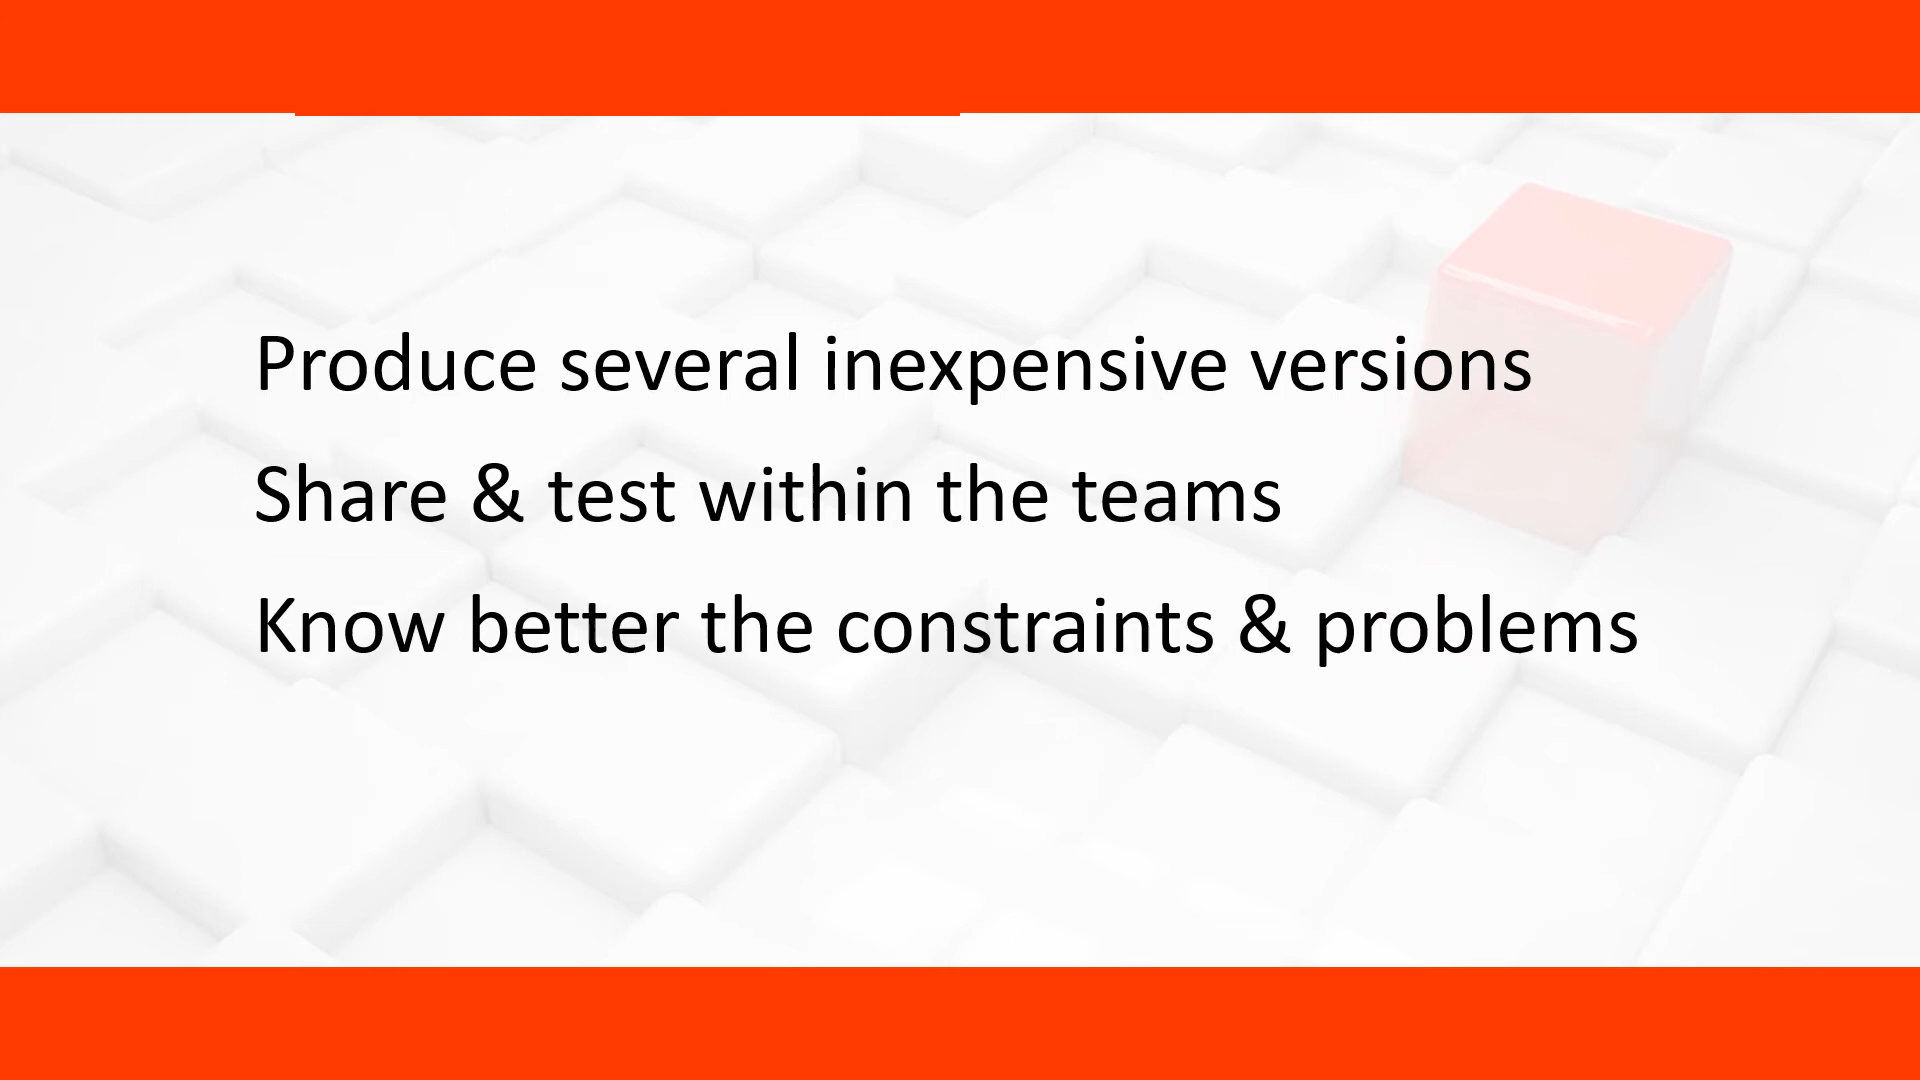 Produce several inexpensive versions
Share & test within the teams
Know better the constraints & problems